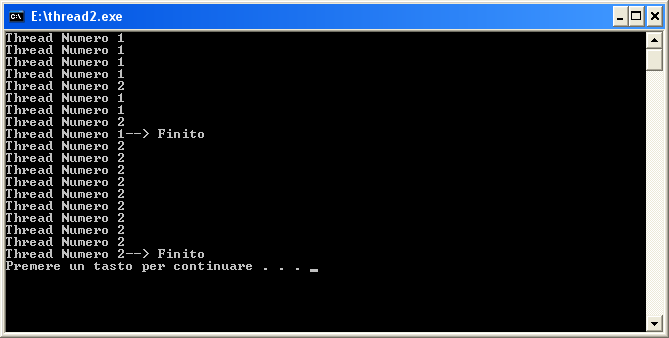 E:\thread2.exe
Thread Numero 1
Thread Numero 1
Thread Numero 1
Thread Numero 1
Thread Numero 2
Thread Numero 1
Thread Numero 1
Thread Numero 2
Thread Numero 1--> Finito
Thread Numero 2
Thread Numero 2
Thread Numero 2
Thread Numero 2
Thread Numero 2
Thread Numero 2
Thread Numero 2
Thread Numero 2
Thread Numero 2
Thread Numero 2--> Finito
Premere un tasto per continuare . . . _